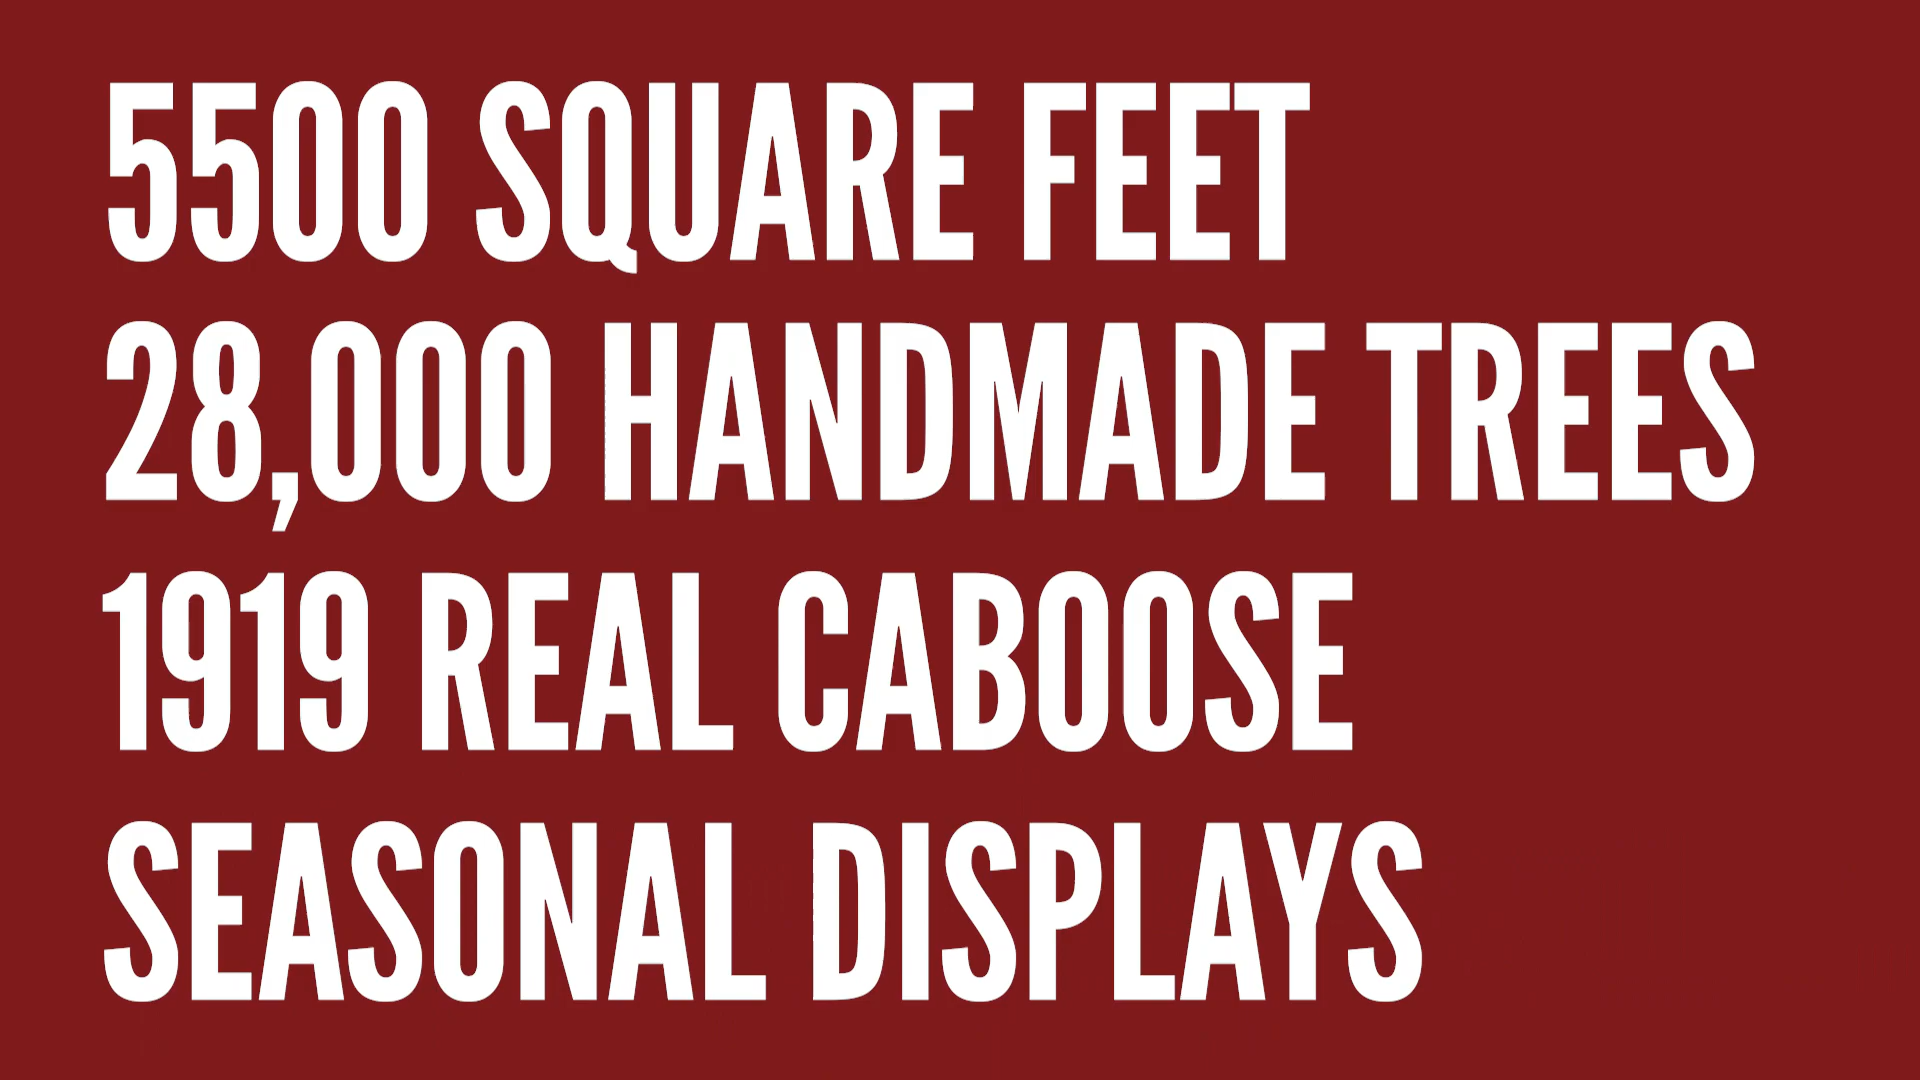 5500 SQUARE FEET
28,000 HANDMADE TREES
1919 REAL CABOOSE
SEASONAL DISPLAYS